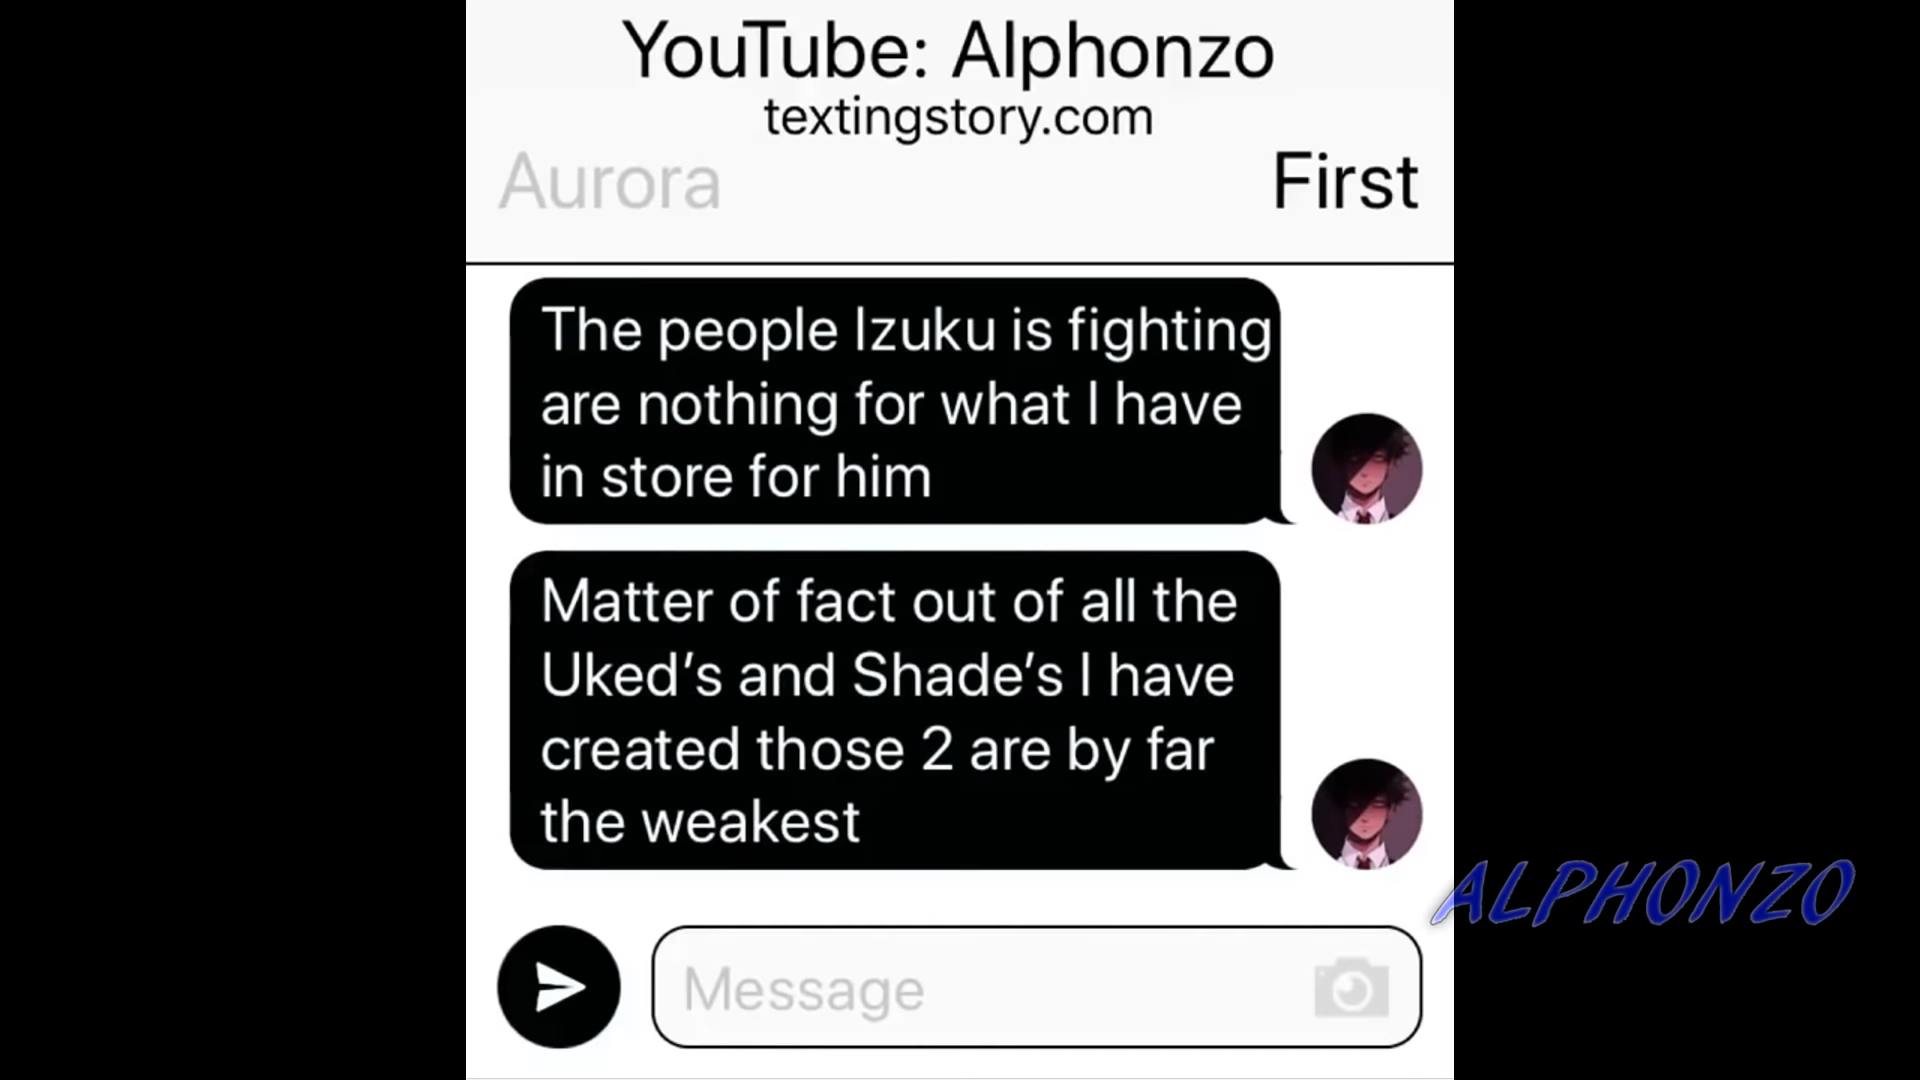 YouTube: Alphonzo
textingstory.com
Aurora
First
The people Izuku is fighting
are nothing for what I have
in store for him
Matter of fact out of all the
Uked’s and Shade’s I have
created those 2 are by far
the weakest
ALPHONZO
Message